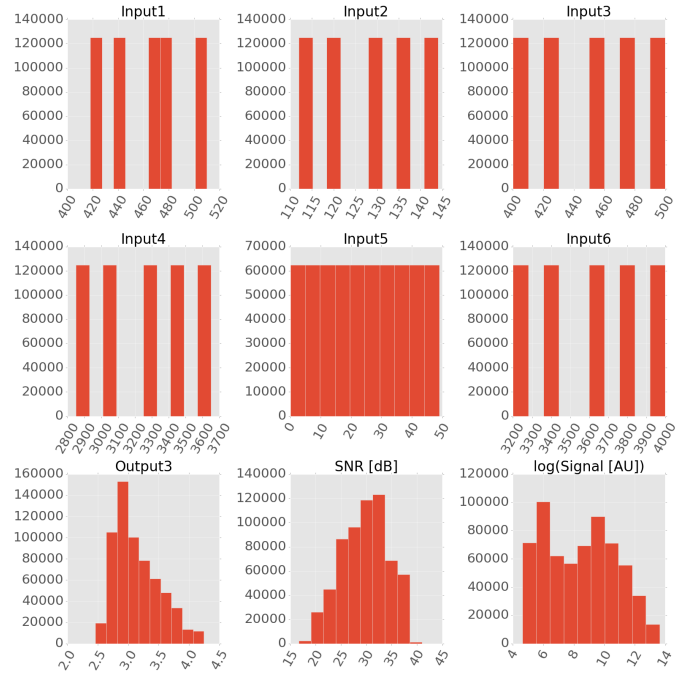 Input1 Input2 Input3
140000 140000 140000
120000 120000 120000
100000 100000 100000
80000 80000 80000
60000 60000 60000
40000 40000 40000
20000 20000 20000
0 0 0
400 420 440 460 480 500 520 110 115 120 125 130 135 140 145 400 420 440 460 480 500
Input4 Input5 Input6
140000 70000 140000
120000 60000 120000
100000 50000 100000
80000 40000 80000
60000 30000 60000
40000 20000 40000
20000 10000 20000
0 0 0
2800 2900 3000 3100 3200 3300 3400 3500 3600 3700 0 10 20 30 40 50 3200 3300 3400 3500 3600 3700 3800 3900 4000
Output3 SNR [dB] log(Signal [AU])
160000 140000 120000
140000 120000 100000
120000 100000 80000
100000 80000 60000
80000 60000 40000
60000 40000 20000
40000 20000 0
20000 0
0
2.0 2.5 3.0 3.5 4.0 4.5 15 20 25 30 35 40 45 4 6 8 10 12 14